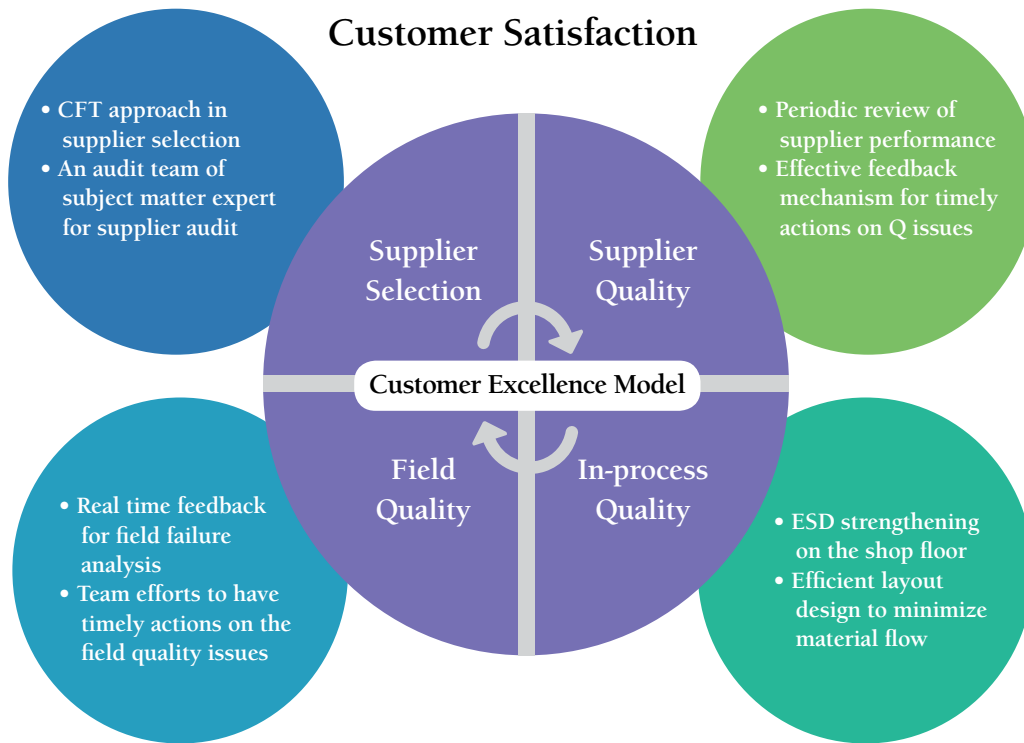 Customer Satisfaction
• CFT approach in
supplier selection
• An audit team of
subject matter expert
for supplier audit
• Periodic review of
supplier performance
• Effective feedback
mechanism for timely
actions on Q issues
Supplier
Selection
Supplier
Quality
Customer Excellence Model
Field
Quality
In-process
Quality
• Real time feedback
for field failure
analysis
• Team efforts to have
timely actions on the
field quality issues
• ESD strengthening
on the shop floor
• Efficient layout
design to minimize
material flow